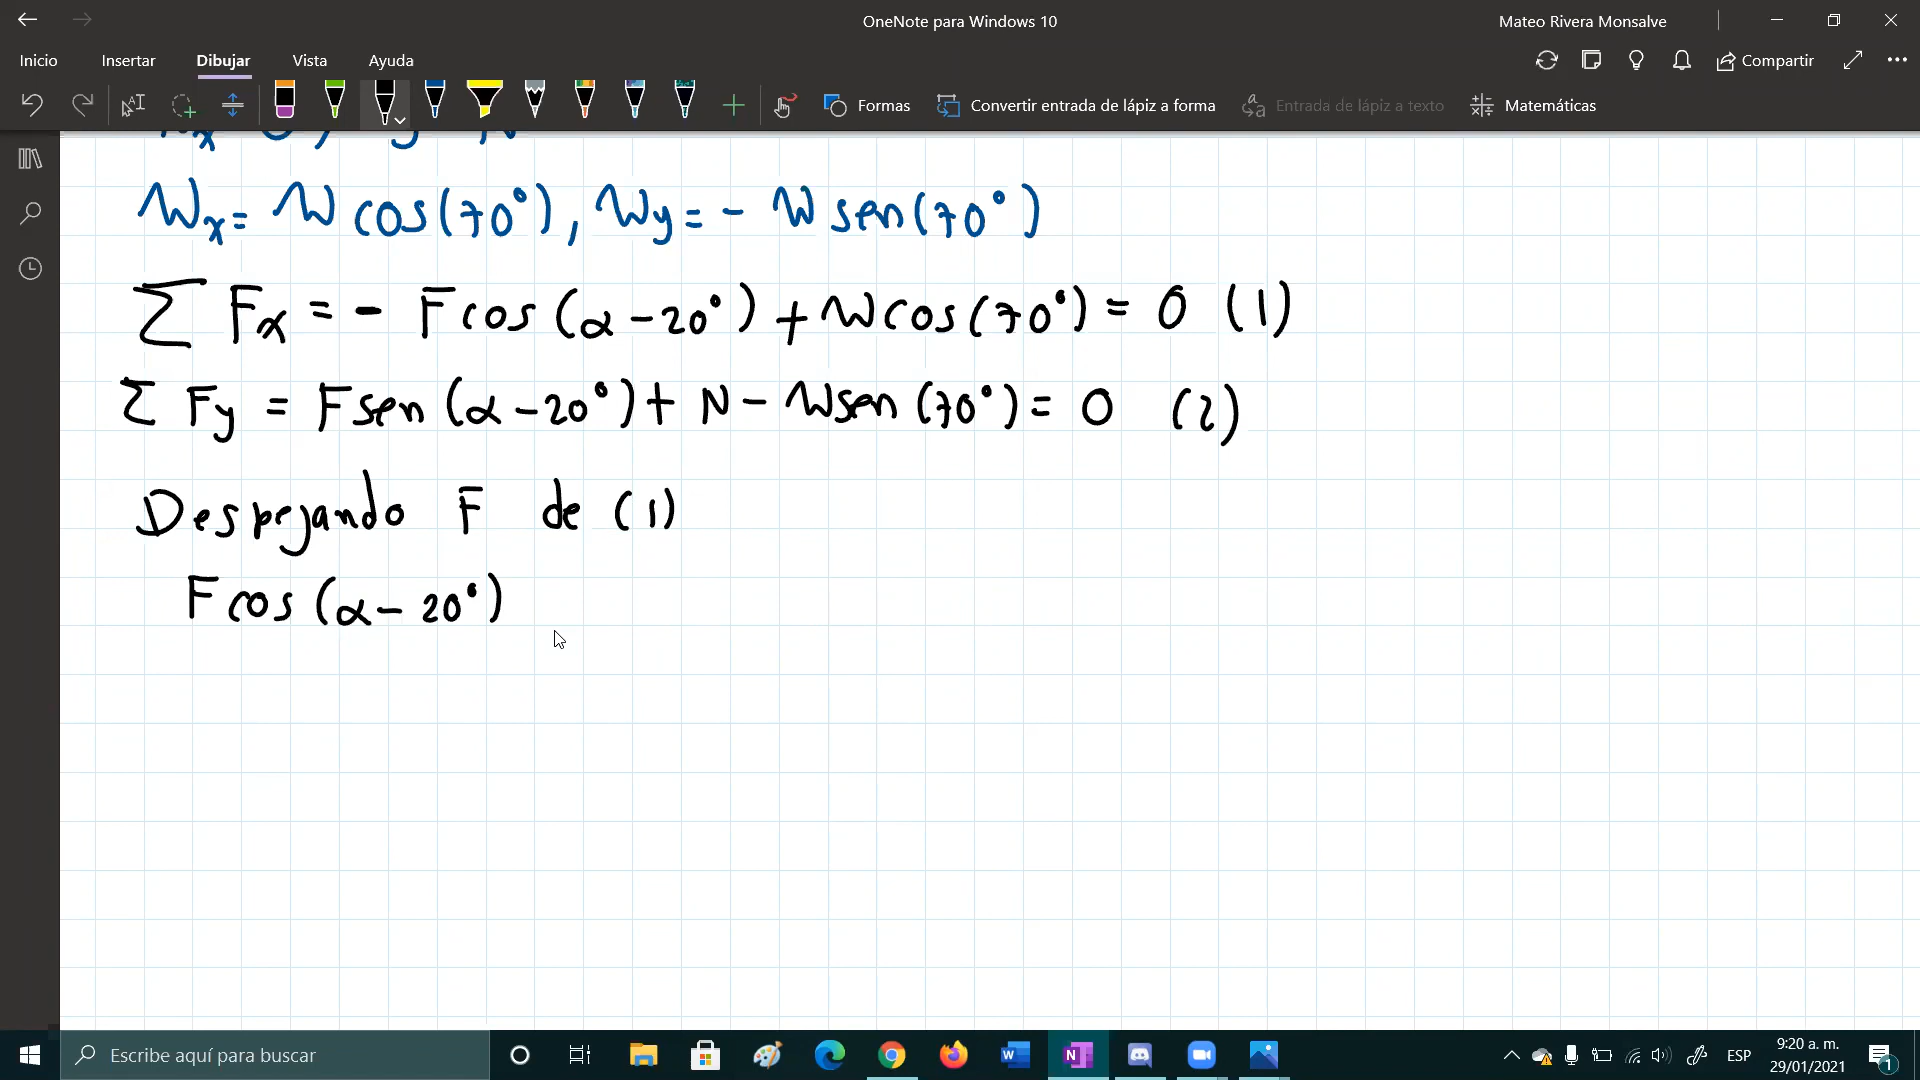 OneNote para Windows 10
Mateo Rivera Monsalve
Inicio Insertar Dibujar Vista Ayuda
Compartir
Formas Convertir entrada de lápiz a forma Entrada de lápiz a texto Matemáticas
Wx = W cos(70°), Wy = - W sen(70°)
Σ Fx = - F cos(α - 20°) + W cos(70°) = 0 (1)
Σ Fy = F sen(α - 20°) + N - W sen(70°) = 0 (2)
Despejando F de (1)
F cos(α - 20°)
Escribe aquí para buscar
ESP
9:20 a. m.
29/01/2021
1